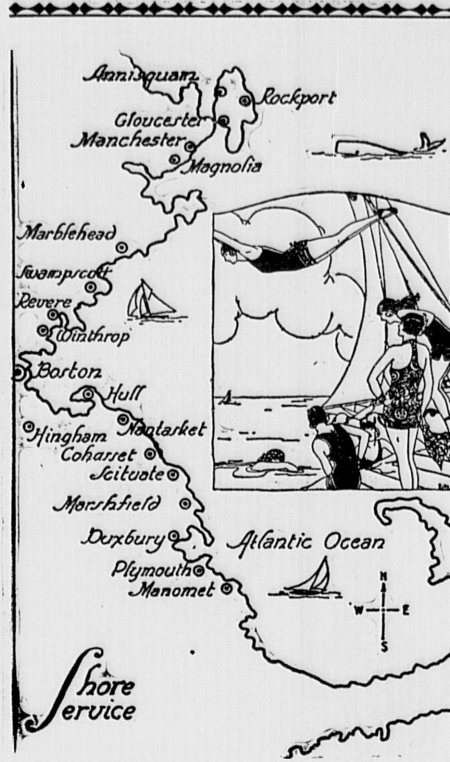 Annisquam
Rockport
Gloucester
Manchester
Magnolia
Marblehead
Swampscott
Revere
Winthrop
Boston
Hull
Hingham
Nantasket
Cohasset
Scituate
Marshfield
Duxbury
Atlantic Ocean
Plymouth
Manomet
N
W E
S
Shore
Service